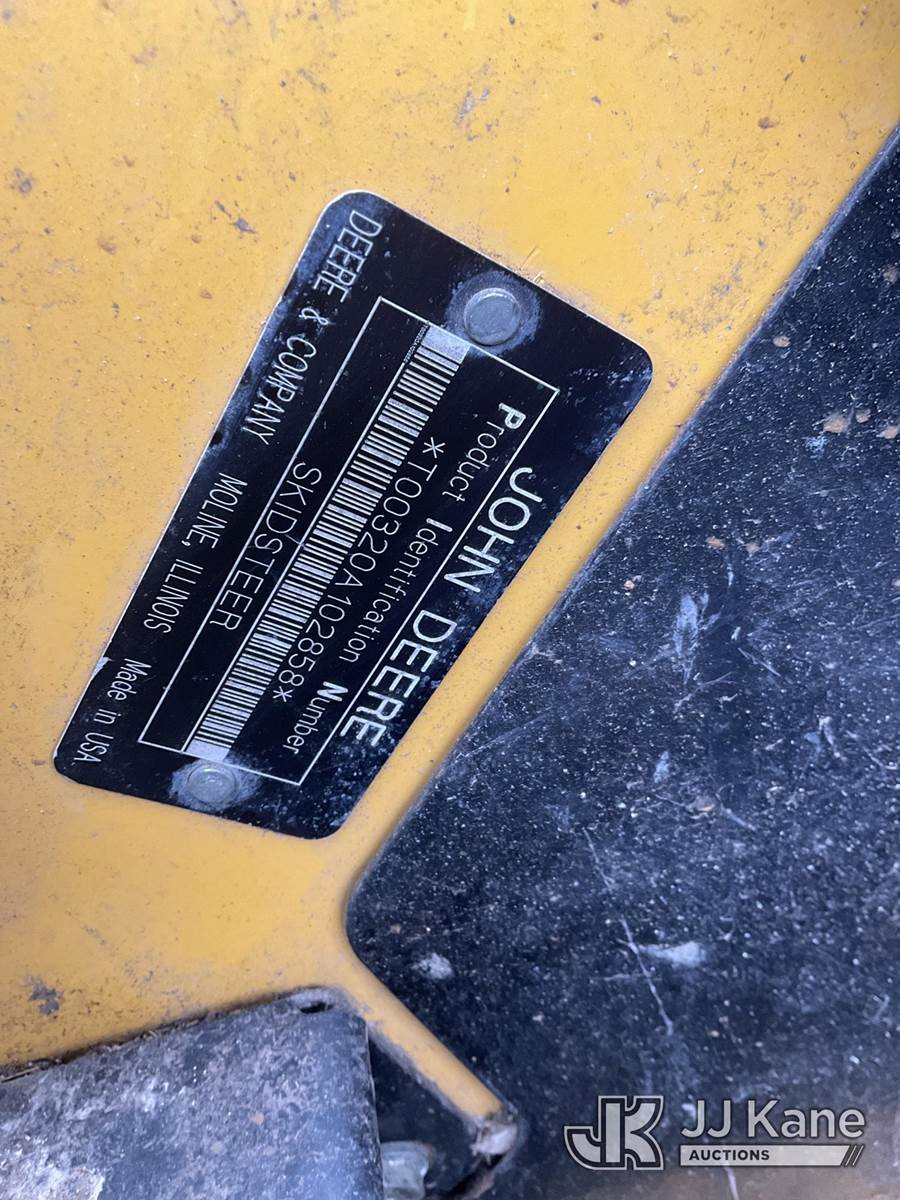 JOHN DEERE
Product Identification Number
*T00320A102858*
SKIDSTEER
DEERE & COMPANY MOLINE, ILLINOIS Made in USA
JK JJ Kane
AUCTIONS